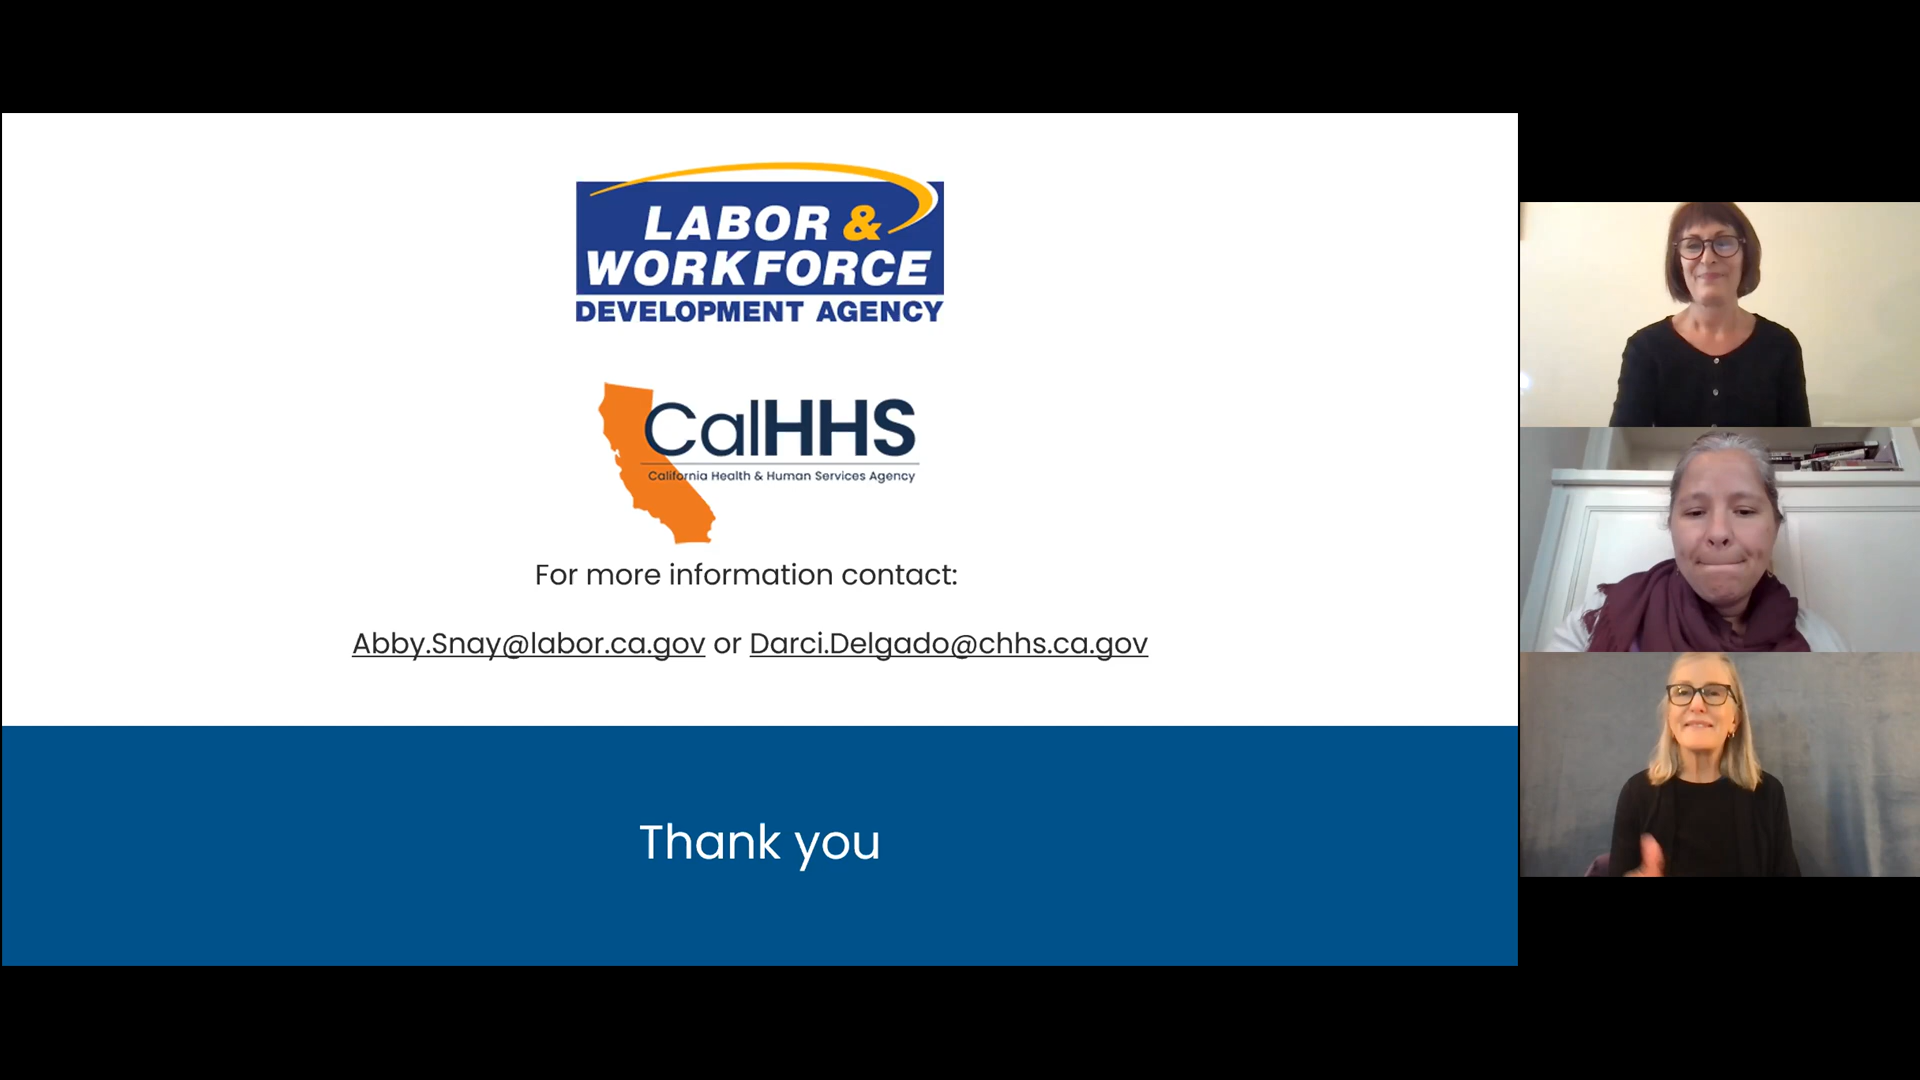 LABOR &
WORKFORCE
DEVELOPMENT AGENCY
CalHHS
California Health & Human Services Agency
For more information contact:
Abby.Snay@labor.ca.gov or Darci.Delgado@chhs.ca.gov
Thank you